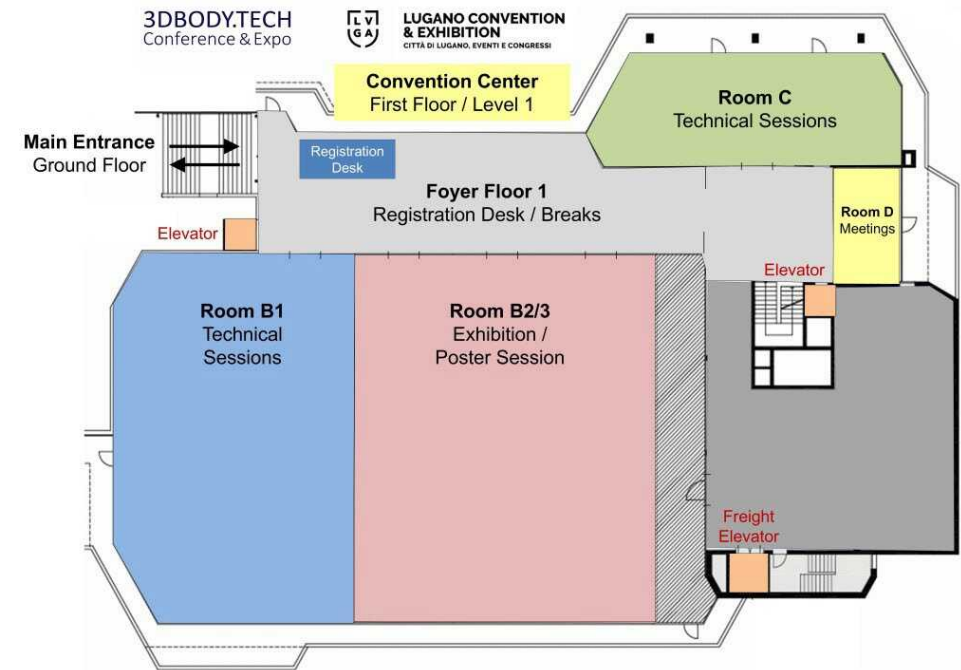 3DBODY.TECH
Conference & Expo
LVGA
LUGANO CONVENTION
& EXHIBITION
CITTÀ DI LUGANO, EVENTI E CONGRESSI
Convention Center
First Floor / Level 1
Room C
Technical Sessions
Main Entrance
Ground Floor
Registration
Desk
Foyer Floor 1
Registration Desk / Breaks
Room D
Meetings
Elevator
Elevator
Room B1
Technical
Sessions
Room B2/3
Exhibition /
Poster Session
Freight
Elevator